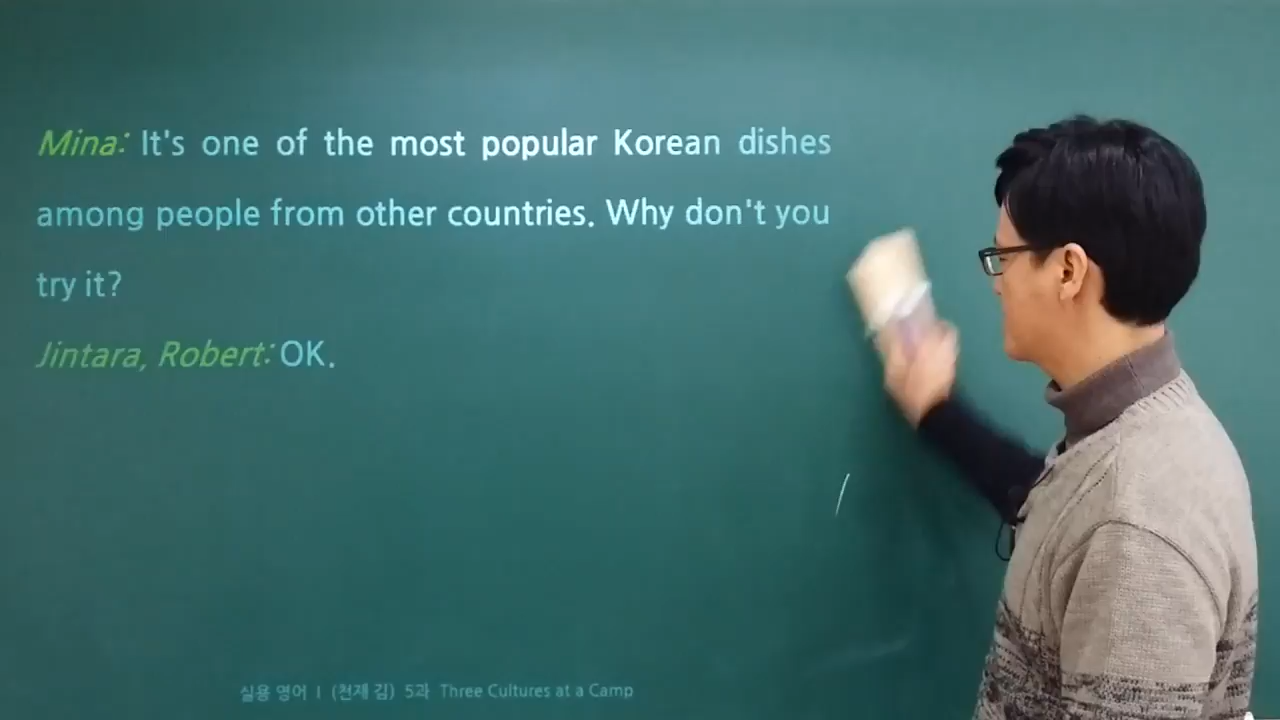 Mina: It's one of the most popular Korean dishes
among people from other countries. Why don't you
try it?
Jintara, Robert: OK.
실용 영어 I (천재 김) 5과 Three Cultures at a Camp